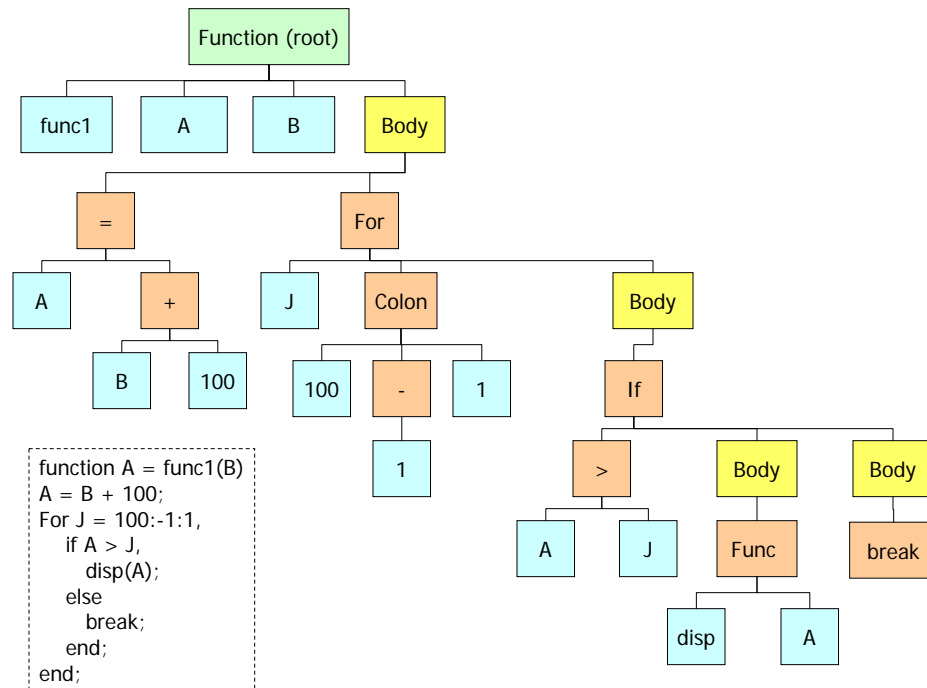 Function (root)
func1 A B Body
= For
A + J Colon Body
B 100 100 - 1 If
1 > Body Body
A J Func break
disp A
function A = func1(B)
A = B + 100;
For J = 100:-1:1,
if A > J,
disp(A);
else
break;
end;
end;